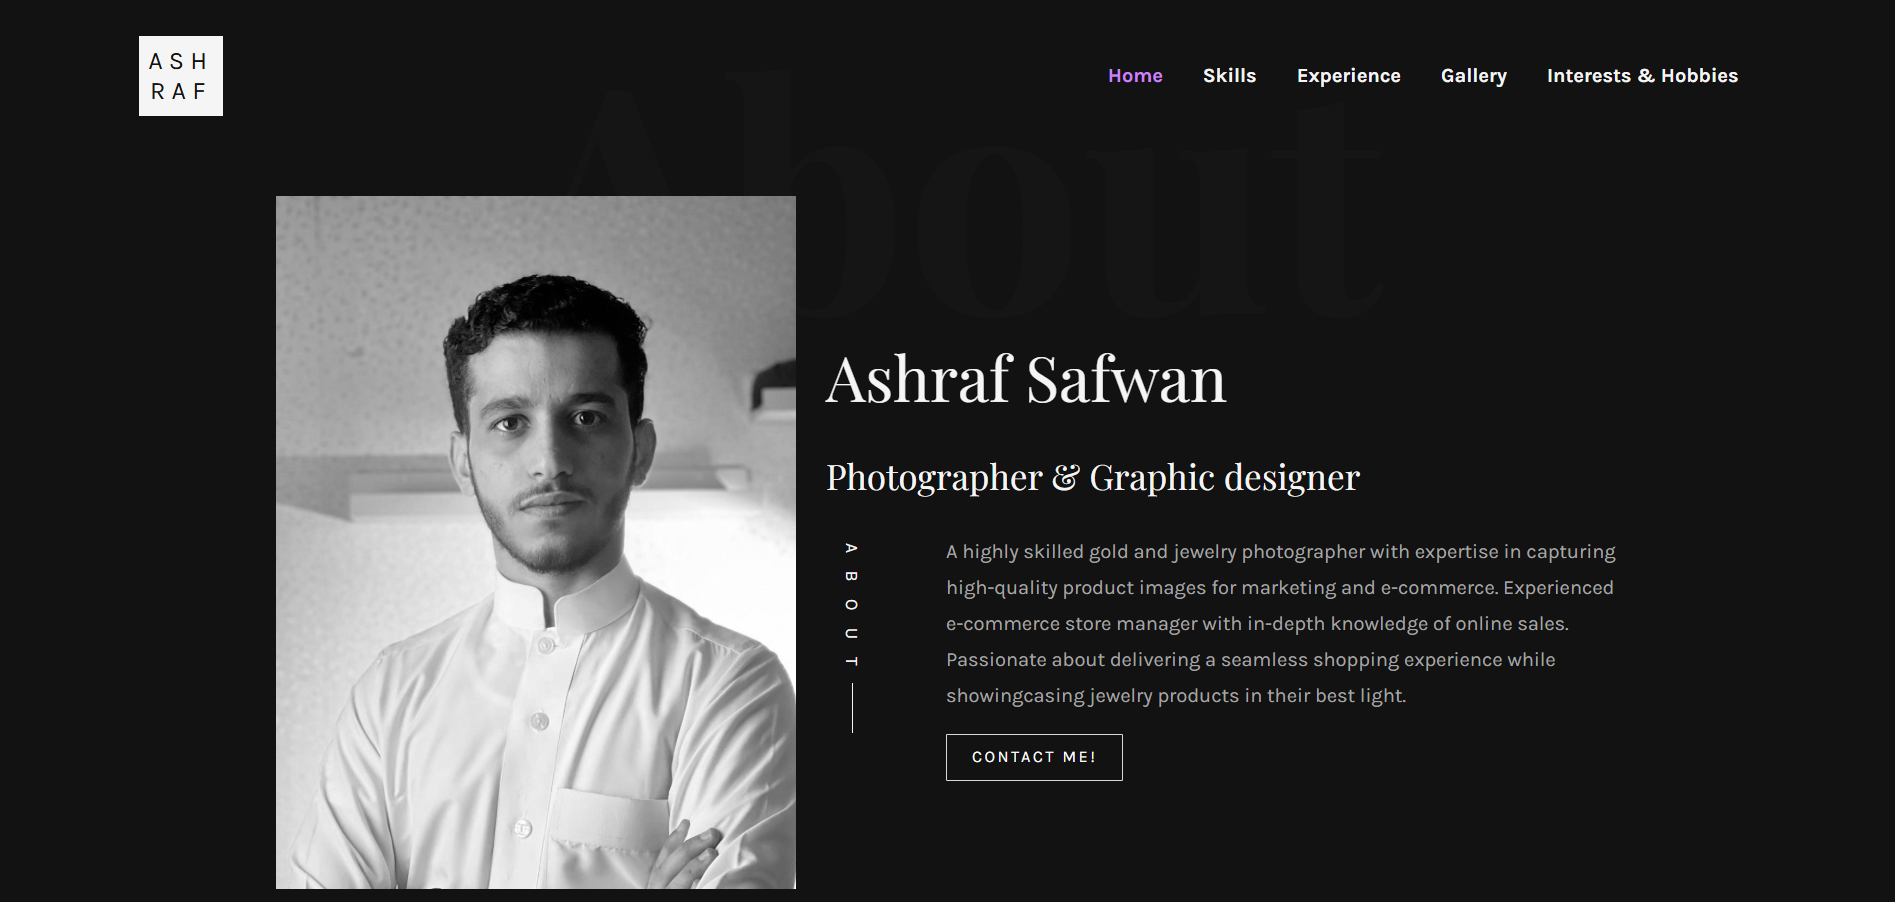 ASH
RAF
Home Skills Experience Gallery Interests & Hobbies
About
Ashraf Safwan
Photographer & Graphic designer
ABOUT
A highly skilled gold and jewelry photographer with expertise in capturing
high-quality product images for marketing and e-commerce. Experienced
e-commerce store manager with in-depth knowledge of online sales.
Passionate about delivering a seamless shopping experience while
showingcasing jewelry products in their best light.
CONTACT ME!